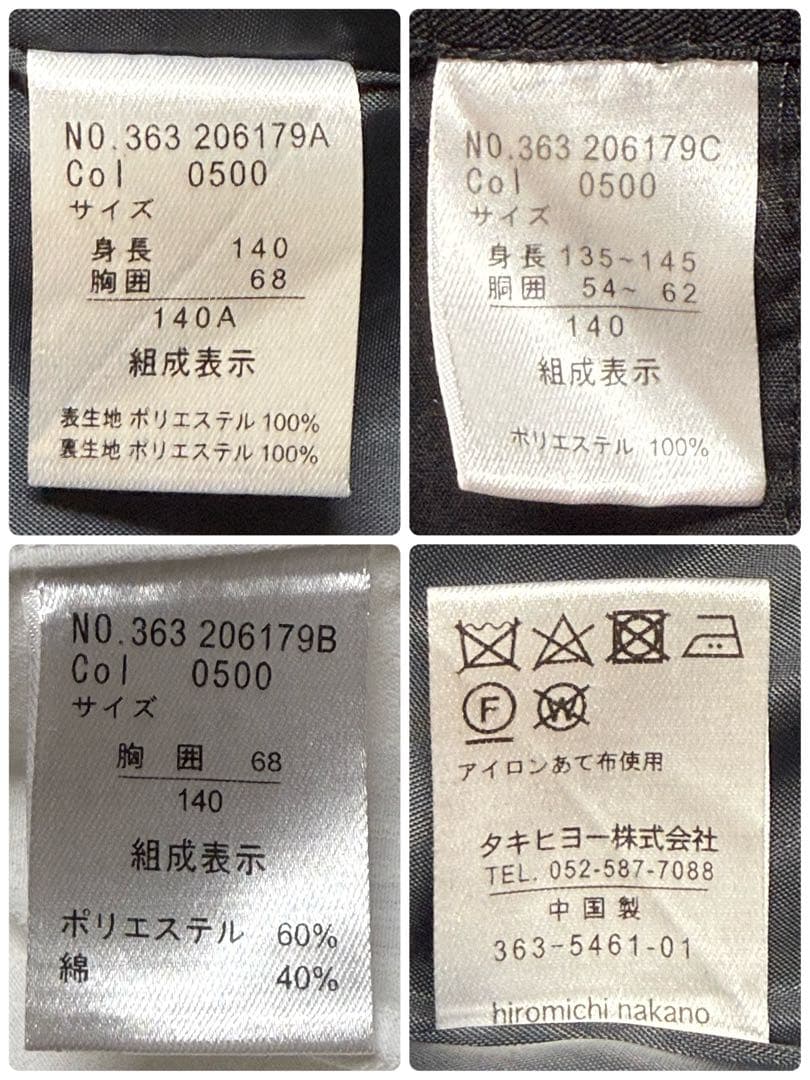 NO.363 206179A
Col 0500
サイズ
身長 140
胸囲 68
140A
組成表示
表生地 ポリエステル 100%
裏生地 ポリエステル 100%
NO.363 206179C
Col 0500
サイズ
身長 135~145
胴囲 54~ 62
140
組成表示
ポリエステル 100%
NO.363 206179B
Col 0500
サイズ
胸囲 68
140
組成表示
ポリエステル 60%
綿 40%
F W
アイロンあて布使用
タキヒヨー株式会社
TEL. 052-587-7088
中国製
363-5461-01
hiromichi nakano